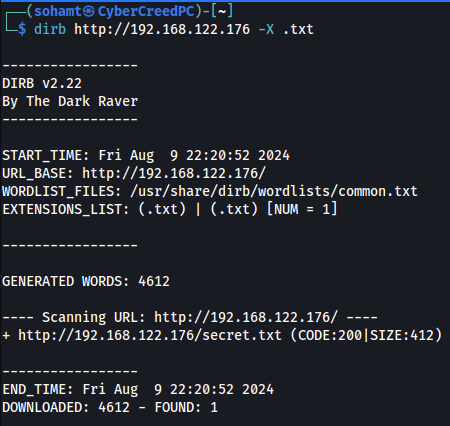 ┌──(sohamt㉿CyberCreedPC)-[~]
└─$ dirb http://192.168.122.176 -X .txt
-----------------
DIRB v2.22
By The Dark Raver
-----------------
START_TIME: Fri Aug  9 22:20:52 2024
URL_BASE: http://192.168.122.176/
WORDLIST_FILES: /usr/share/dirb/wordlists/common.txt
EXTENSIONS_LIST: (.txt) | (.txt) [NUM = 1]
-----------------
GENERATED WORDS: 4612
---- Scanning URL: http://192.168.122.176/ ----
+ http://192.168.122.176/secret.txt (CODE:200|SIZE:412)
-----------------
END_TIME: Fri Aug  9 22:20:52 2024
DOWNLOADED: 4612 - FOUND: 1